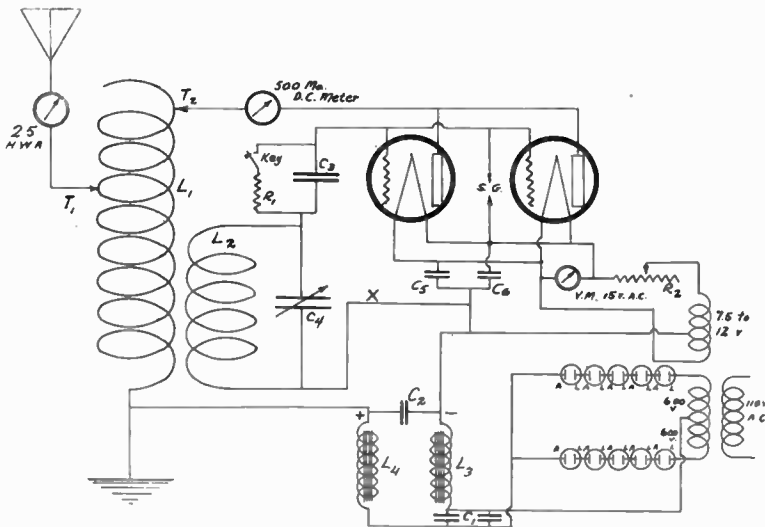 500 Ma.
D.C. Meter
T₂
25
H W A
T₁
L₁
Key
R₁
C₃
S.G.
L₂
C₄
X
C₅
C₆
V.M. 15 V. A.C.
R₂
7.5 to
12 V
C₂
+
-
L₄
L₃
C₁
A
L A L A L A L A L
600
V
600
V.
A
L A L A L A L A L
110
A.C.